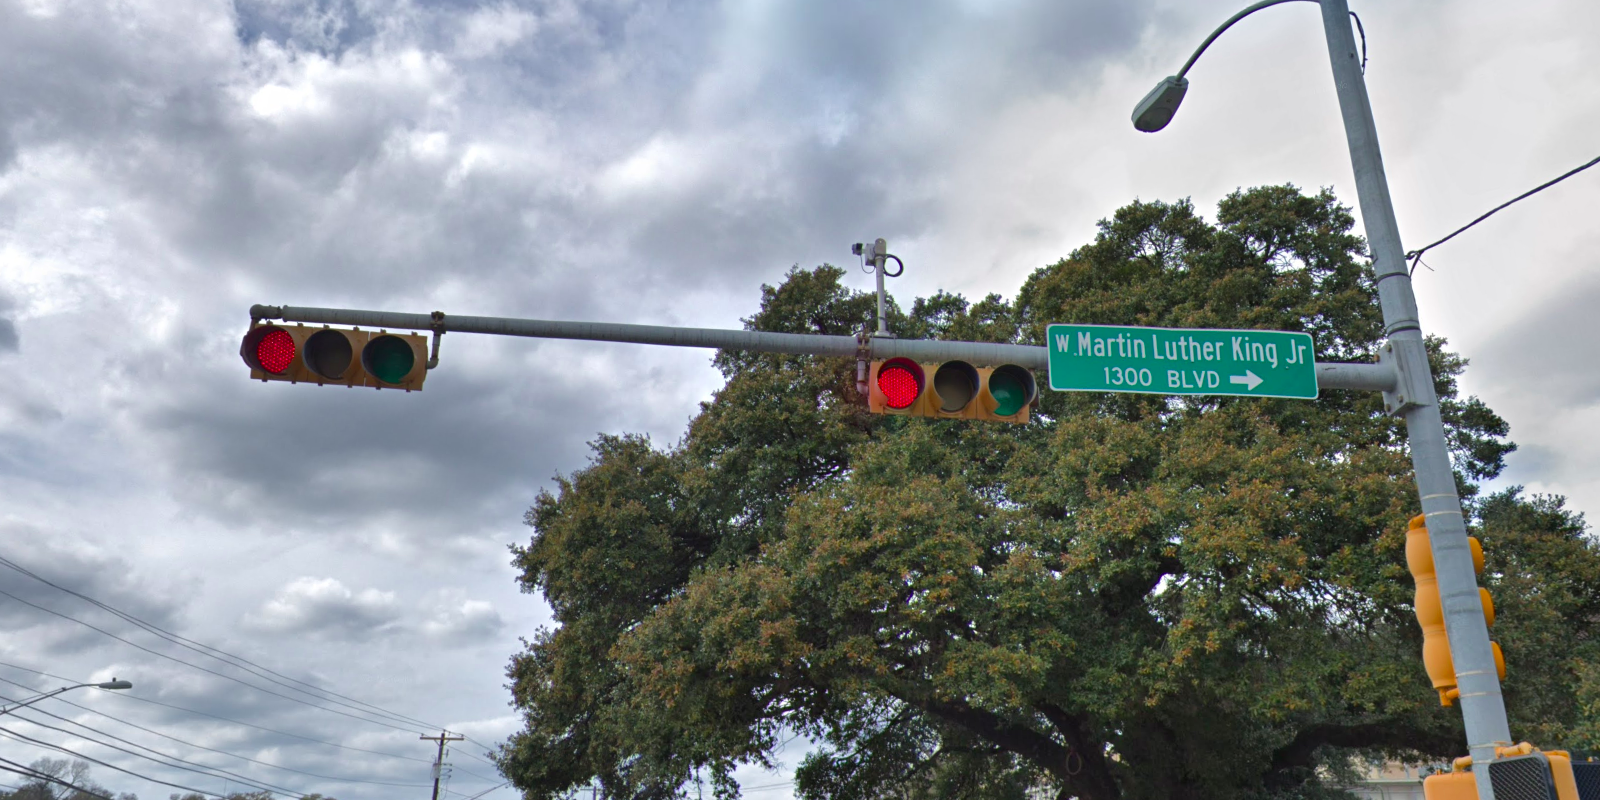 W. Martin Luther King Jr
1300 BLVD →